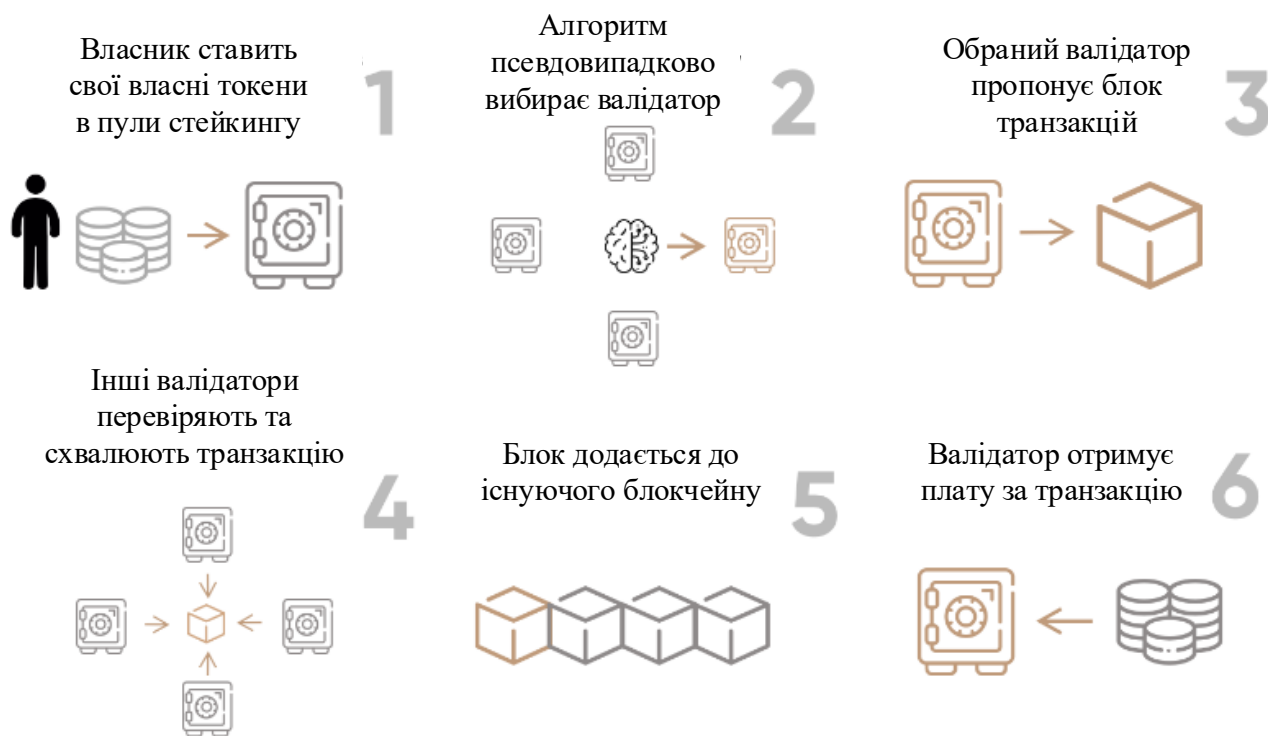 Власник ставить
свої власні токени
в пули стейкингу
1
Алгоритм
псевдовипадково
вибирає валідатор
2
Обраний валідатор
пропонує блок
транзакцій
3
Інші валідатори
перевіряють та
схвалюють транзакцію
4
Блок додається до
існуючого блокчейну
5
Валідатор отримує
плату за транзакцію
6